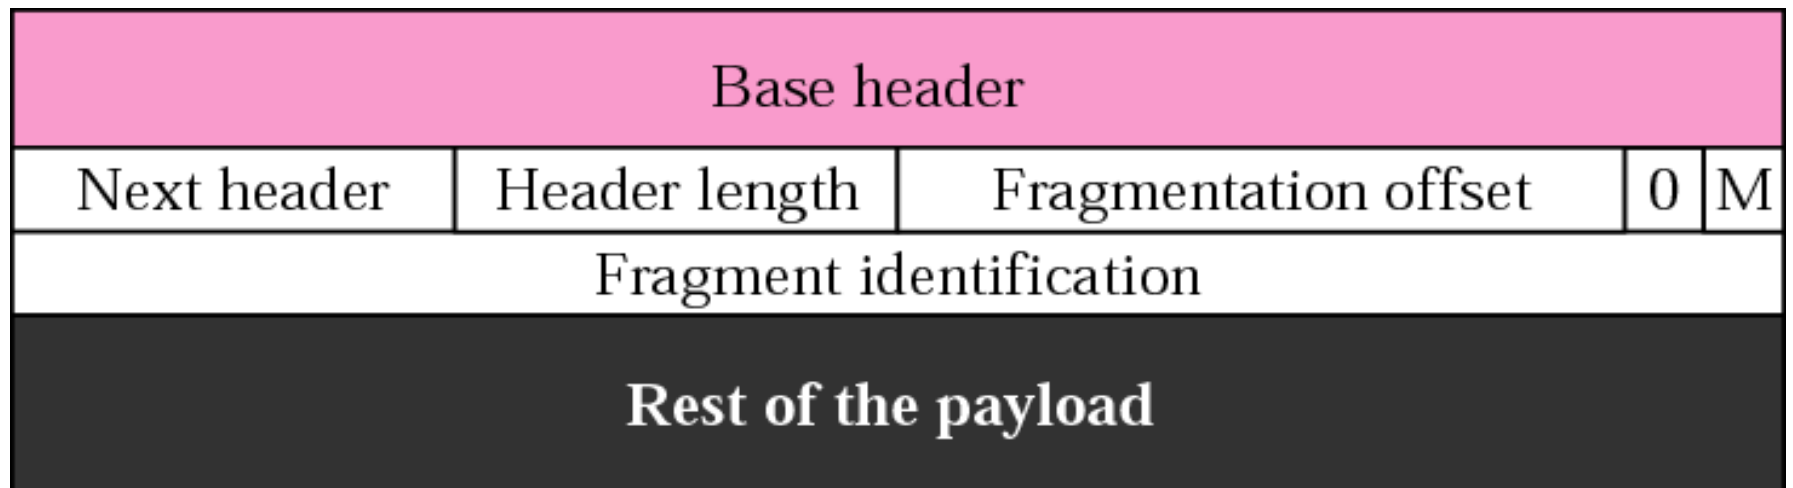 Base header
Next header Header length Fragmentation offset 0 M
Fragment identification
Rest of the payload